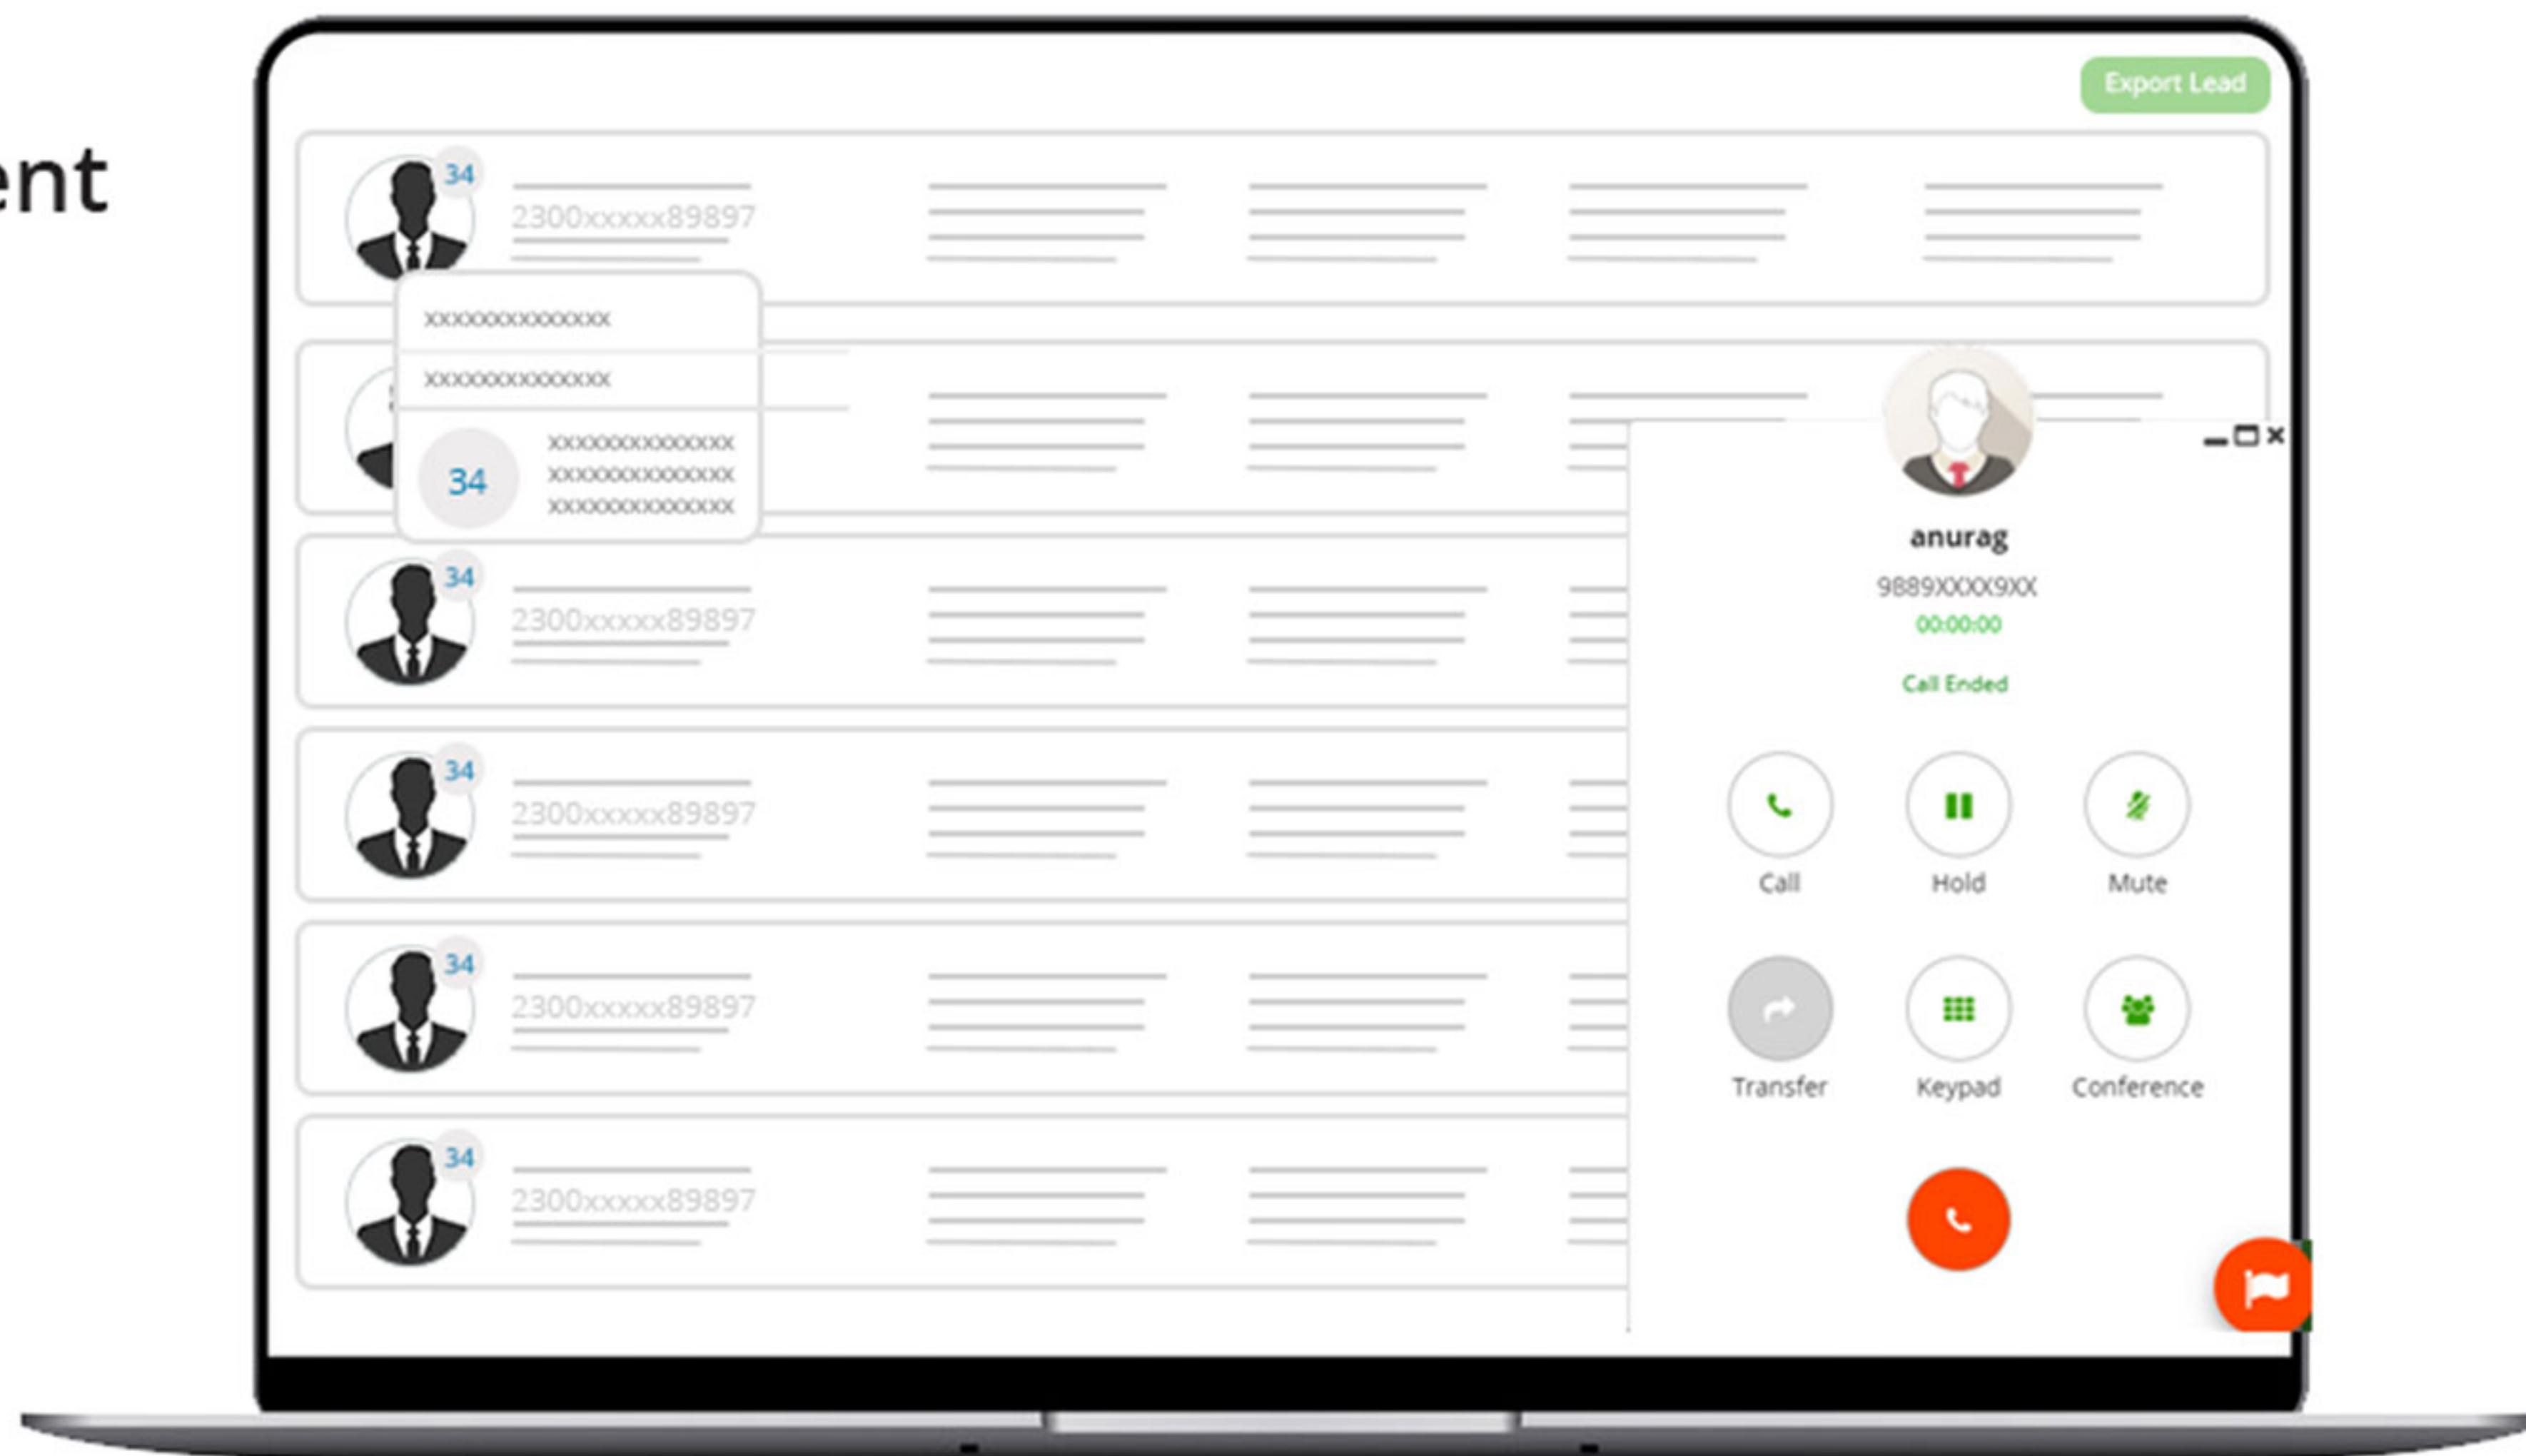 ent
Export Lead
34
2300xxxxx89897
xxxxxxxxxxxxxx
xxxxxxxxxxxxxx
34
xxxxxxxxxxxxxx
xxxxxxxxxxxxxx
xxxxxxxxxxxxxx
34
2300xxxxx89897
34
2300xxxxx89897
34
2300xxxxx89897
34
2300xxxxx89897
anurag
9889XXXX9XX
00:00:00
Call Ended
Call Hold Mute
Transfer Keypad Conference